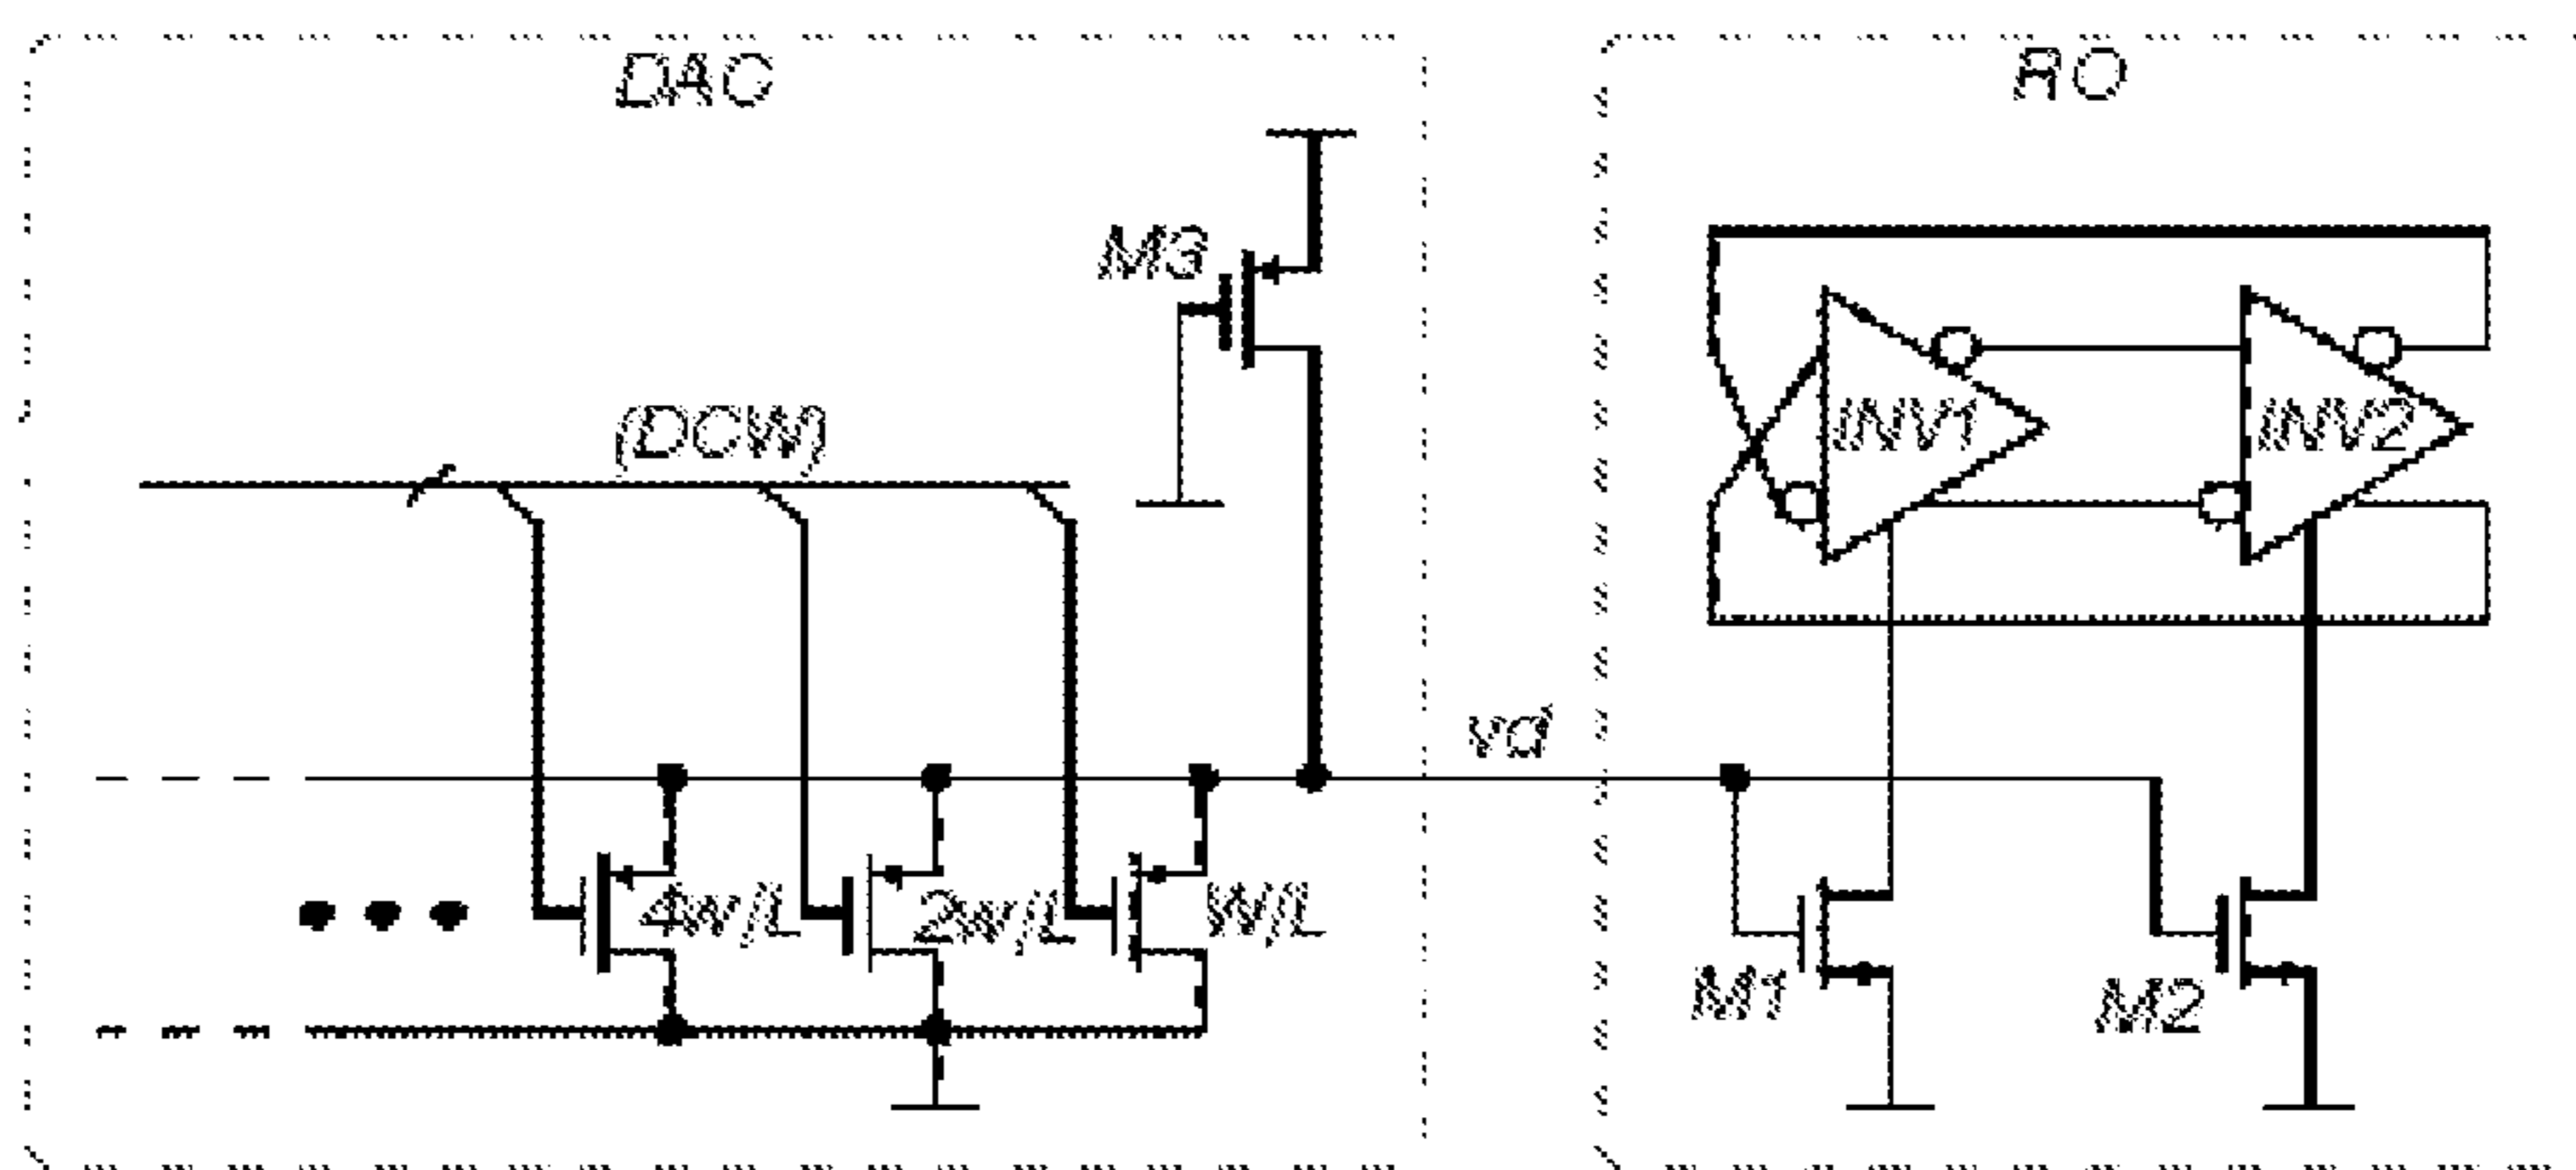 DAC
RO
M3
(DCW)
INV1
INV2
vd
4W/L
2W/L
W/L
M1
M2